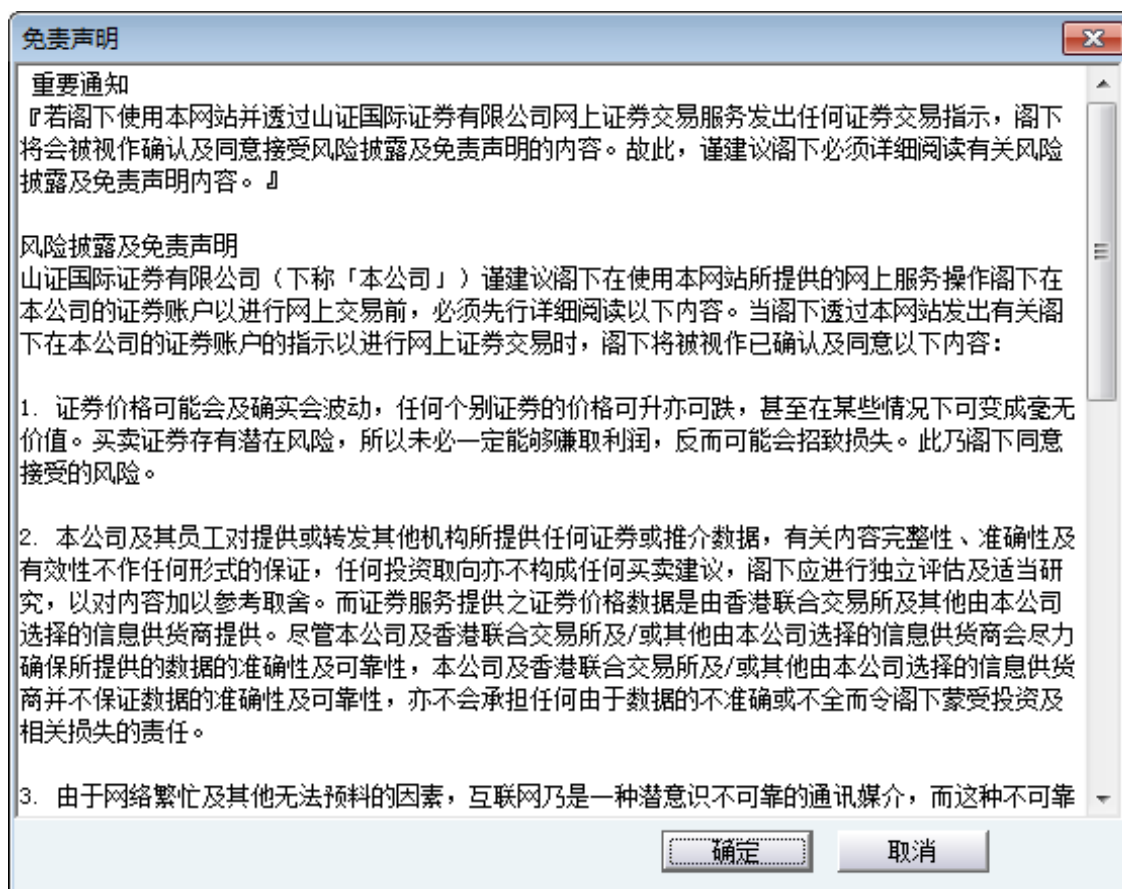 免责声明
重要通知
『若阁下使用本网站并透过山证国际证券有限公司网上证券交易服务发出任何证券交易指示，阁下
将会被视作确认及同意接受风险披露及免责声明的内容。故此，谨建议阁下必须详细阅读有关风险
披露及免责声明内容。』
风险披露及免责声明
山证国际证券有限公司（下称「本公司」）谨建议阁下在使用本网站所提供的网上服务操作阁下在
本公司的证券账户以进行网上交易前，必须先行详细阅读以下内容。当阁下透过本网站发出有关阁
下在本公司的证券账户的指示以进行网上证券交易时，阁下将被视作已确认及同意以下内容：
1. 证券价格可能会及确实会波动，任何个别证券的价格可升亦可跌，甚至在某些情况下可变成毫无
价值。买卖证券存有潜在风险，所以未必一定能够赚取利润，反而可能会招致损失。此乃阁下同意
接受的风险。
2. 本公司及其员工对提供或转发其他机构所提供任何证券或推介数据，有关内容完整性、准确性及
有效性不作任何形式的保证，任何投资取向亦不构成任何买卖建议，阁下应进行独立评估及适当研
究，以对内容加以参考取舍。而证券服务提供之证券价格数据是由香港联合交易所及其他由本公司
选择的信息供货商提供。尽管本公司及香港联合交易所及/或其他由本公司选择的信息供货商会尽力
确保所提供的数据的准确性及可靠性，本公司及香港联合交易所及/或其他由本公司选择的信息供货
商并不保证数据的准确性及可靠性，亦不会承担任何由于数据的不准确或不全而令阁下蒙受投资及
相关损失的责任。
3. 由于网络繁忙及其他无法预料的因素，互联网乃是一种潜意识不可靠的通讯媒介，而这种不可靠
确定 取消